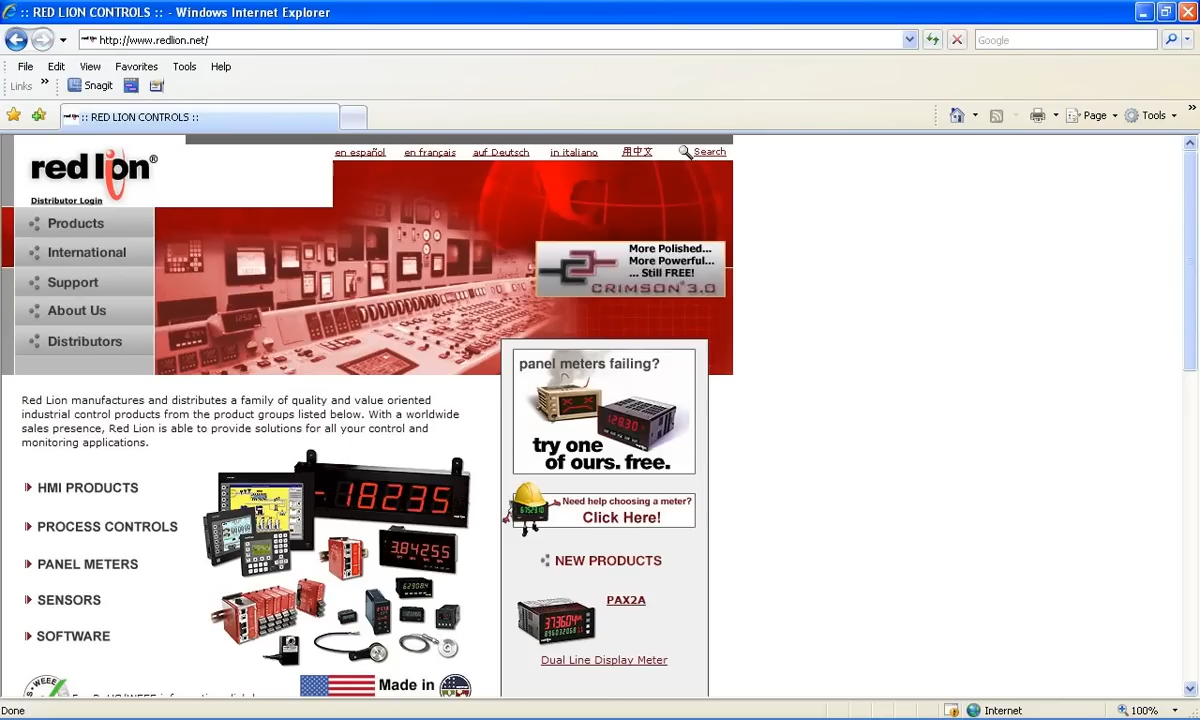 :: RED LION CONTROLS :: - Windows Internet Explorer
http://www.redlion.net/
Google
File Edit View Favorites Tools Help
Links » Snagit
:: RED LION CONTROLS ::
Page Tools »
red lion®
Distributor Login
en español en français auf Deutsch in italiano 用中文 Search
Products
International
Support
About Us
Distributors
More Polished...
More Powerful...
... Still FREE!
CRIMSON® 3.0
panel meters failing?
128.30
try one
of ours. free.
Red Lion manufactures and distributes a family of quality and value oriented
industrial control products from the product groups listed below. With a worldwide
sales presence, Red Lion is able to provide solutions for all your control and
monitoring applications.
HMI PRODUCTS
PROCESS CONTROLS
PANEL METERS
SENSORS
SOFTWARE
-18235
3.84255
Need help choosing a meter?
Click Here!
NEW PRODUCTS
PAX2A
Dual Line Display Meter
WEEE
Made in
Done
Internet
100%